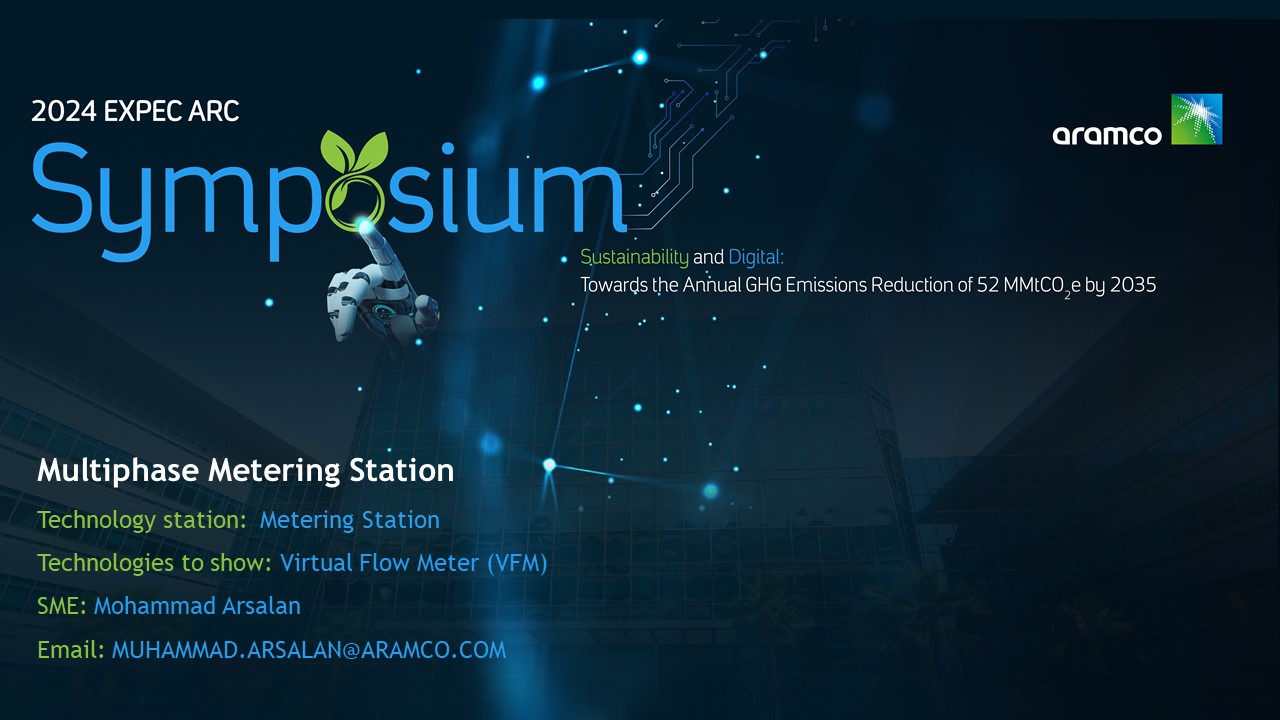 2024 EXPEC ARC
Symposium
aramco
Sustainability and Digital:
Towards the Annual GHG Emissions Reduction of 52 MMtCO₂e by 2035
Multiphase Metering Station
Technology station: Metering Station
Technologies to show: Virtual Flow Meter (VFM)
SME: Mohammad Arsalan
Email: MUHAMMAD.ARSALAN@ARAMCO.COM